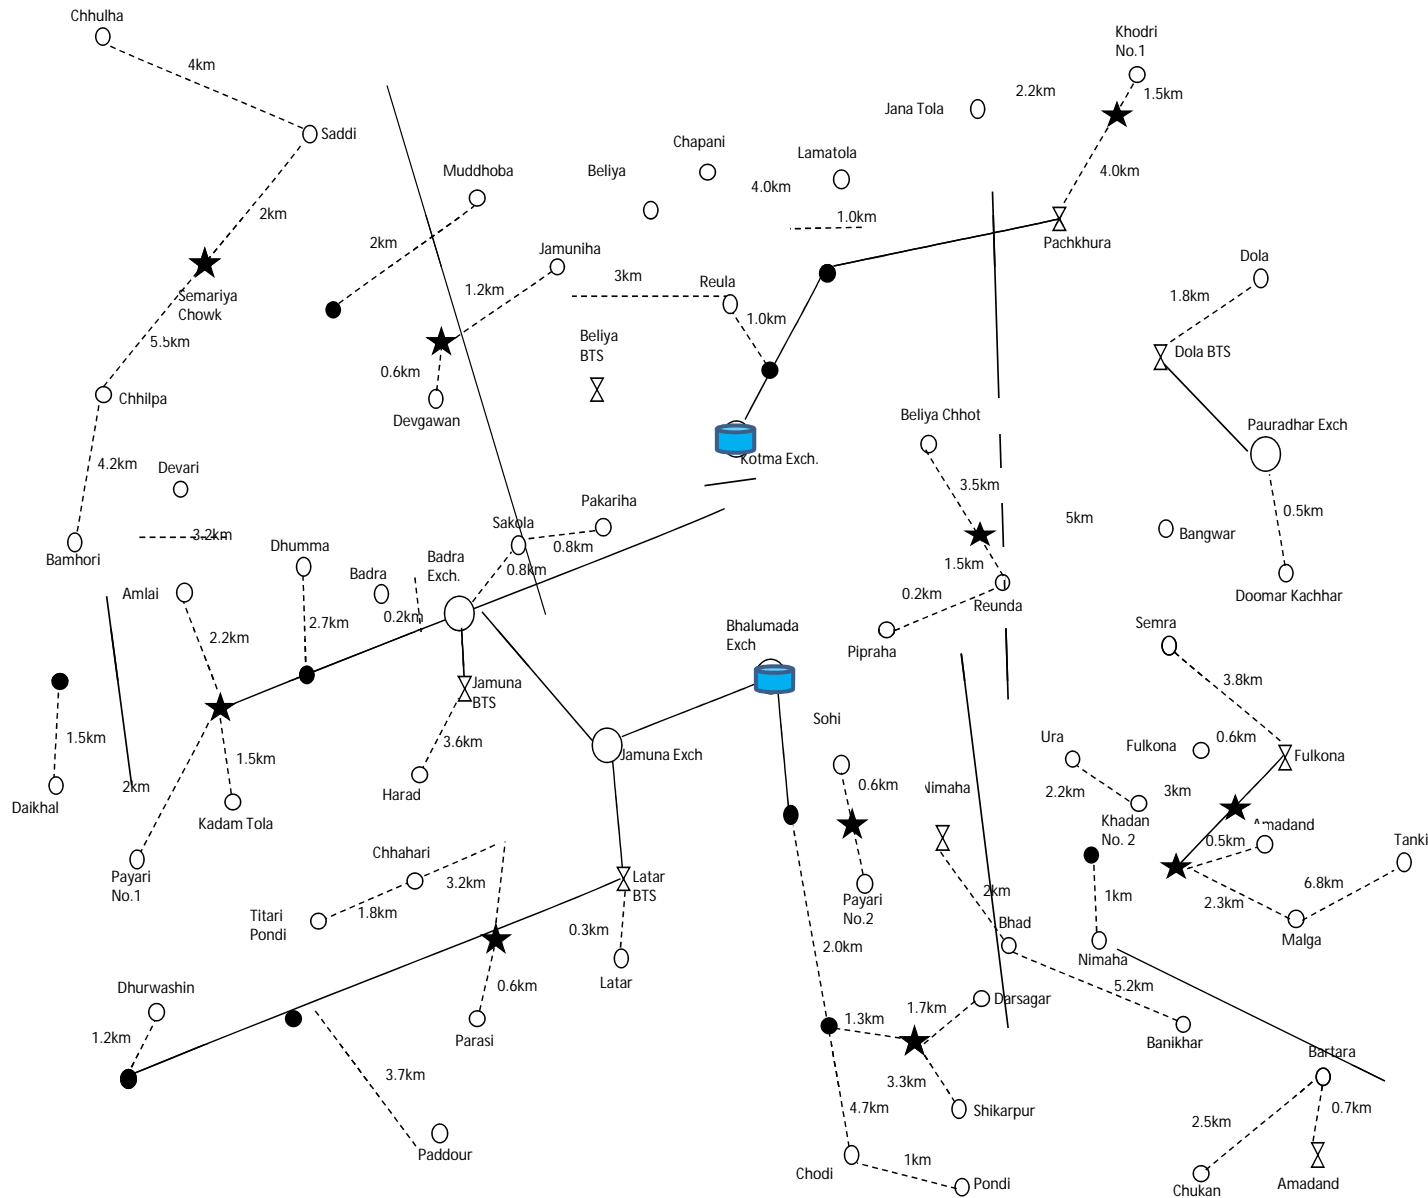 Chhulha
4km
Saddi
2km
Semariya
Chowk
5.5km
Chhilpa
4.2km
Bamhori
Devari
3.2km
Muddhoba
2km
Jamuniha
1.2km
0.6km
Devgawan
Beliya
Chapani
4.0km
Lamatola
1.0km
3km
Reula
1.0km
Beliya
BTS
Kotma Exch.
Jana Tola
2.2km
Khodri
No.1
1.5km
4.0km
Pachkhura
Dola
1.8km
Dola BTS
Pauradhar Exch
0.5km
Doomar Kachhar
Beliya Chhot
3.5km
1.5km
0.2km
Reunda
Pipraha
5km
Bangwar
Sakola
Pakariha
0.8km
0.8km
Badra
Exch.
Badra
0.2km
Dhumma
2.7km
Amlai
2.2km
1.5km
Kadam Tola
1.5km
Daikhal
2km
Payari
No.1
Jamuna
BTS
3.6km
Harad
Bhalumada
Exch
Jamuna Exch
Chhahari
3.2km
1.8km
Titari
Pondi
Latar
BTS
0.3km
Latar
0.6km
Parasi
Dhurwashin
1.2km
3.7km
Paddour
Sohi
0.6km
Payari
No.2
2.0km
1.3km
1.7km
Darsagar
3.3km
Shikarpur
4.7km
Chodi
1km
Pondi
Nimaha
2km
Bhad
5.2km
Banikhar
Semra
3.8km
Fulkona
0.6km
Fulkona
3km
Ura
2.2km
Khadan
No. 2
1km
Nimaha
Amadand
0.5km
2.3km
Malga
6.8km
Tanki
Bartara
2.5km
0.7km
Chukan
Amadand